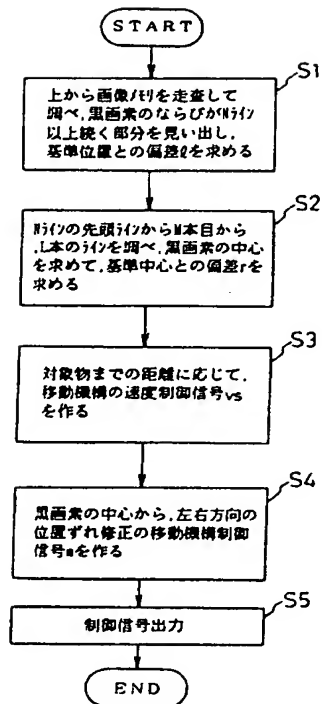 START
S1
上から画像メモリを走査して
調べ,黒画素のならびがNライン
以上続く部分を見い出し,
基準位置との偏差ℓを求める
S2
Nラインの先頭ラインからM本目から
,L本のラインを調べ,黒画素の中心
を求めて,基準中心との偏差rを
求める
S3
対象物までの距離に応じて,
移動機構の速度制御信号vs
を作る
S4
黒画素の中心から,左右方向の
位置ずれ修正の移動機構制御
信号mを作る
S5
制御信号出力
END